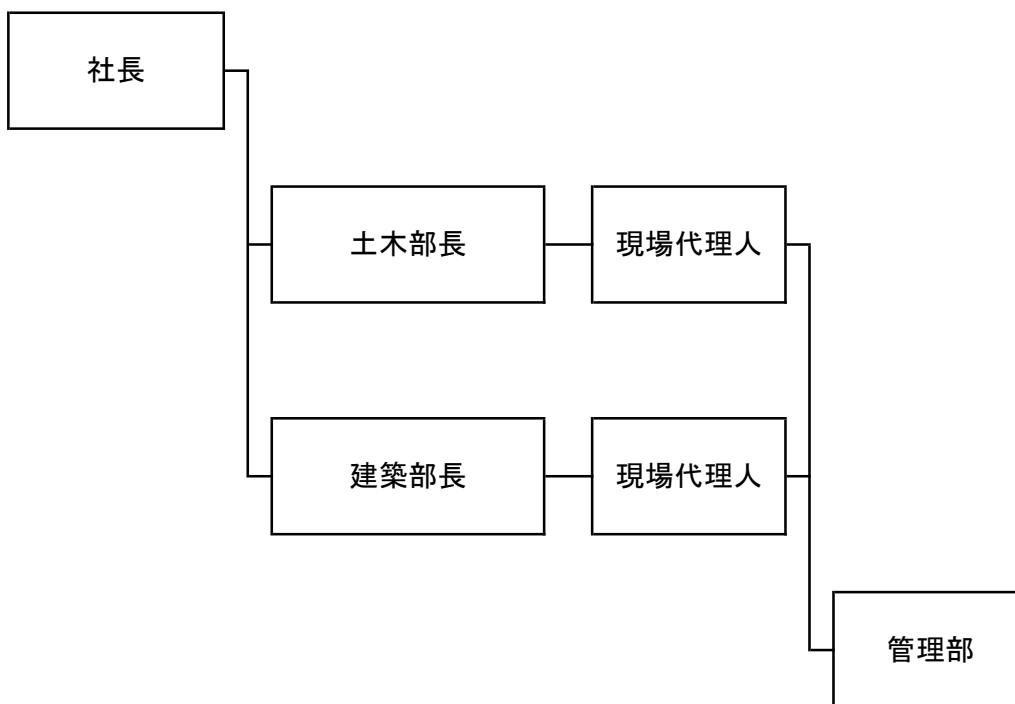 社長
土木部長
現場代理人
建築部長
現場代理人
管理部